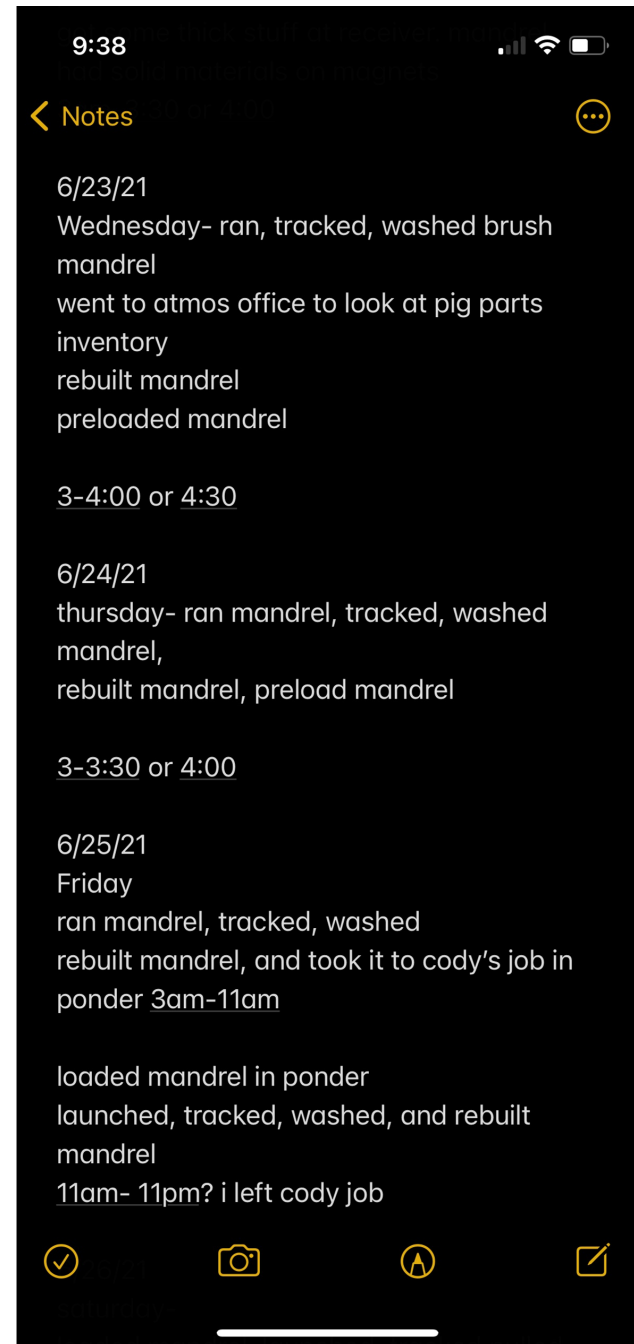 9:38
Notes
6/23/21
Wednesday- ran, tracked, washed brush
mandrel
went to atmos office to look at pig parts
inventory
rebuilt mandrel
preloaded mandrel
3-4:00 or 4:30
6/24/21
thursday- ran mandrel, tracked, washed
mandrel,
rebuilt mandrel, preload mandrel
3-3:30 or 4:00
6/25/21
Friday
ran mandrel, tracked, washed
rebuilt mandrel, and took it to cody’s job in
ponder 3am-11am
loaded mandrel in ponder
launched, tracked, washed, and rebuilt
mandrel
11am- 11pm? i left cody job